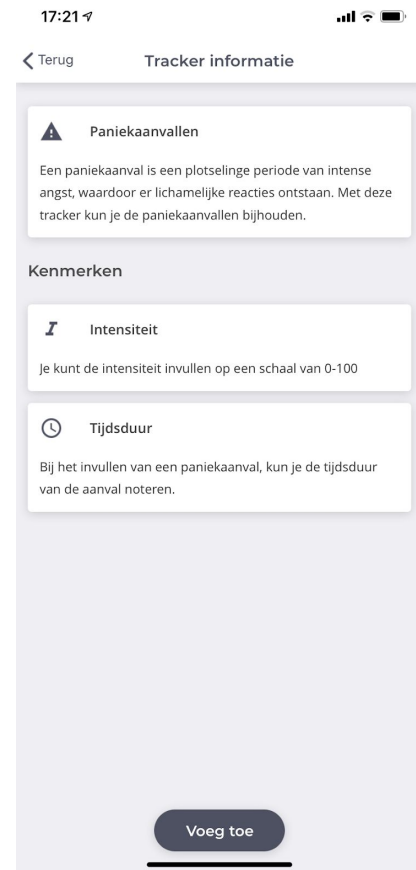 17:21
Terug
Tracker informatie
Paniekaanvallen
Een paniekaanval is een plotselinge periode van intense
angst, waardoor er lichamelijke reacties ontstaan. Met deze
tracker kun je de paniekaanvallen bijhouden.
Kenmerken
Intensiteit
Je kunt de intensiteit invullen op een schaal van 0-100
Tijdsduur
Bij het invullen van een paniekaanval, kun je de tijdsduur
van de aanval noteren.
Voeg toe